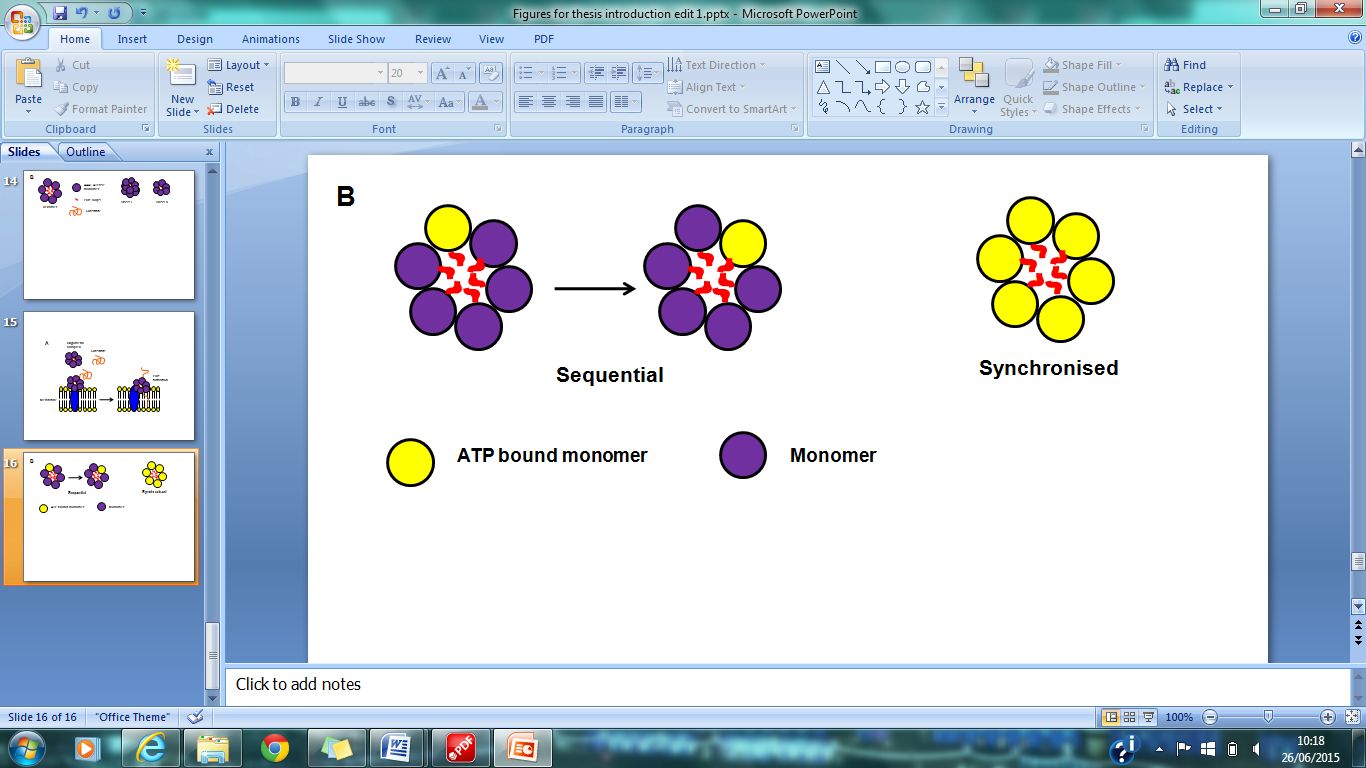 Figures for thesis introduction edit 1.pptx - Microsoft PowerPoint
Home Insert Design Animations Slide Show Review View PDF
Paste
Cut
Copy
Format Painter
Clipboard
New Slide
Layout
Reset
Delete
Slides
20
B I U abc S AV Aa A
Font
Paragraph
Text Direction
Align Text
Convert to SmartArt
Arrange
Quick Styles
Shape Fill
Shape Outline
Shape Effects
Drawing
Find
Replace
Select
Editing
Slides Outline x
14
15
16
B
Sequential
Synchronised
ATP bound monomer
Monomer
Click to add notes
Slide 16 of 16 "Office Theme" 100%
10:18
26/06/2015